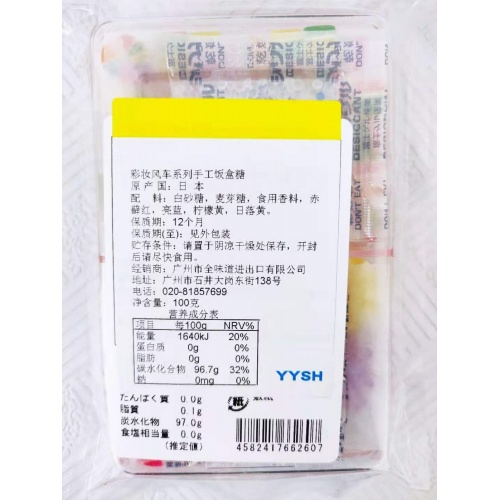 DESICCANT
DON'T EAT
彩妆风车系列手工饭盒糖
原产国:日 本
配 料:白砂糖,麦芽糖,食用香料,赤
藓红,亮蓝,柠檬黄,日落黄。
保质期:12个月
保质期(至):见外包装
贮存条件:请置于阴凉干燥处保存,开封
后请尽快食用。
经销商:广州市全味道进出口有限公司
地址:广州市石井大岗东街138号
电话:020-81857699
净含量:100克
营养成分表
项目 每100g NRV%
能量 1640kJ 20%
蛋白质 0g 0%
脂肪 0g 0%
碳水化合物 96.7g 32%
钠 0mg 0%
YYSH
たんぱく質 0.0g
脂質 0.1g
炭水化物 97.0g
食塩相当量 0.0g
(推定値)
紙
4582417662607